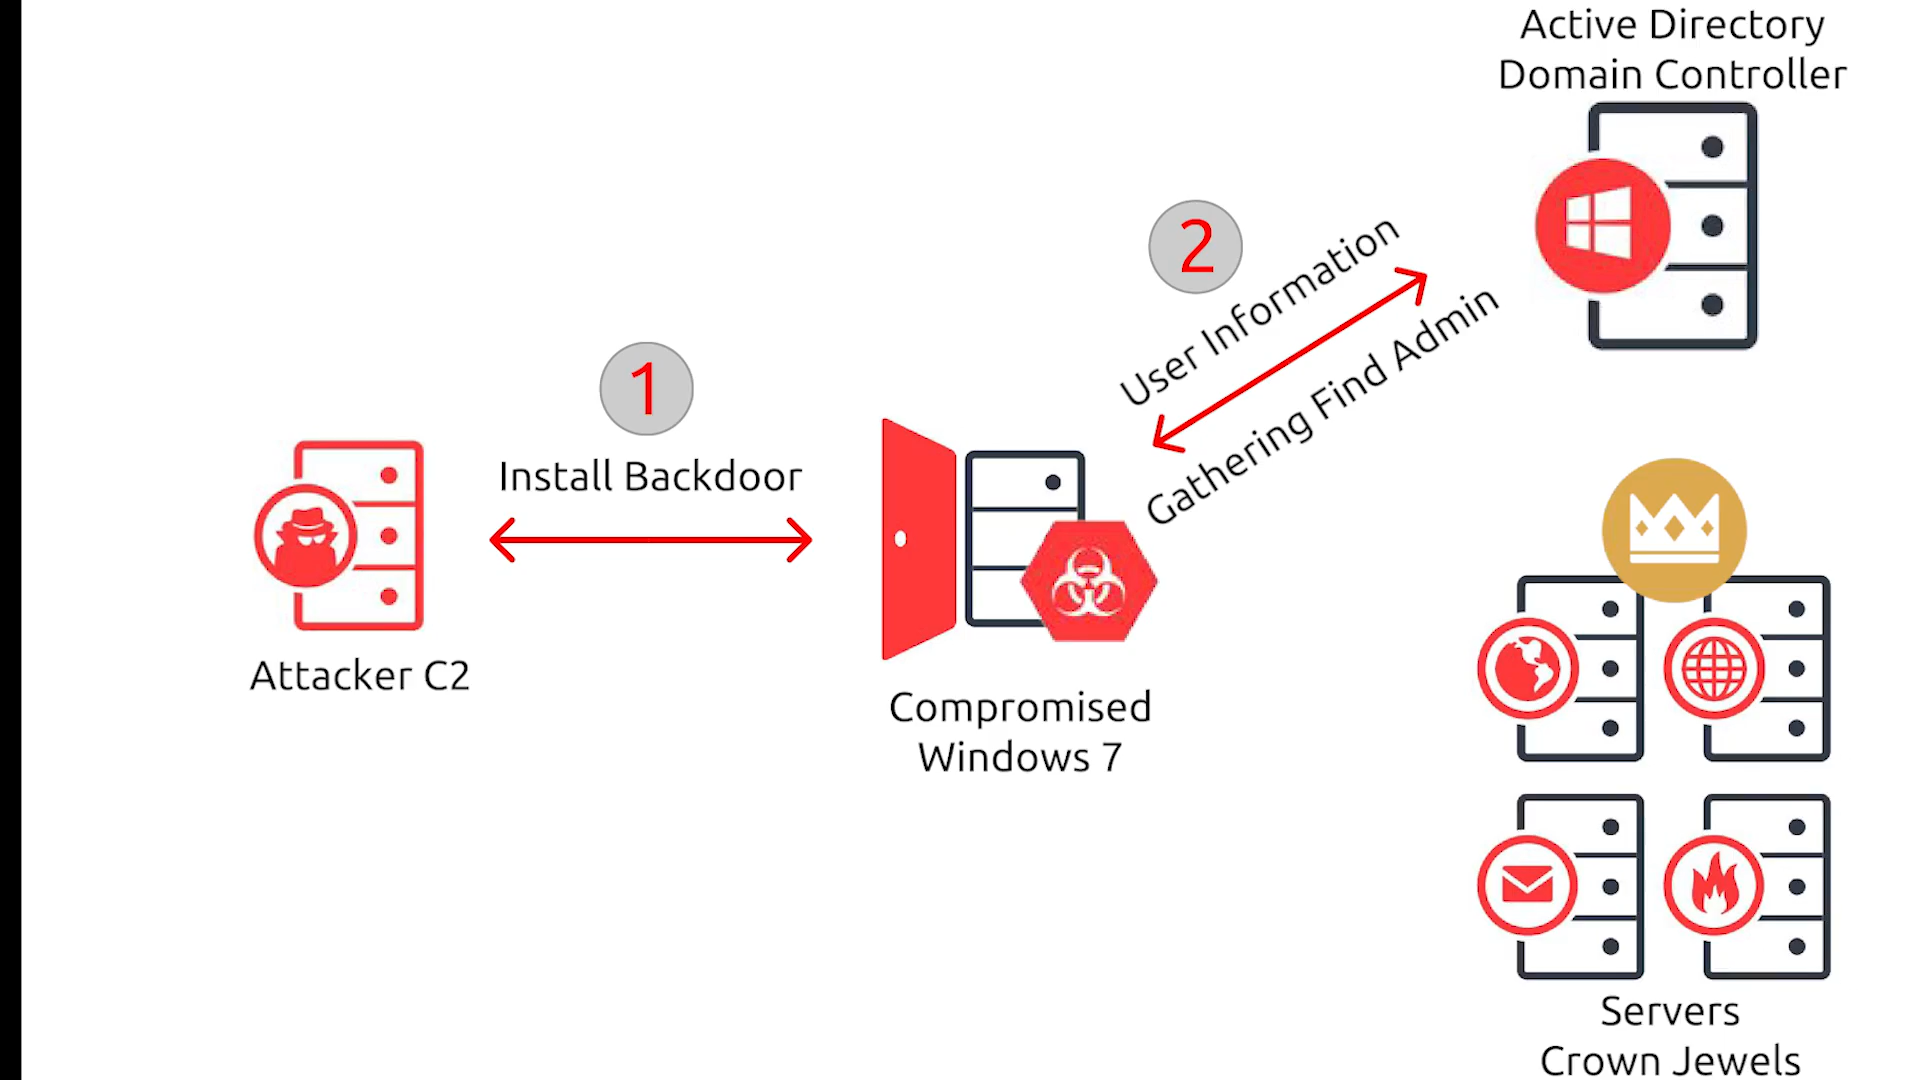 Active Directory
Domain Controller
2
User Information
Gathering Find Admin
1
Install Backdoor
Attacker C2
Compromised
Windows 7
Servers
Crown Jewels